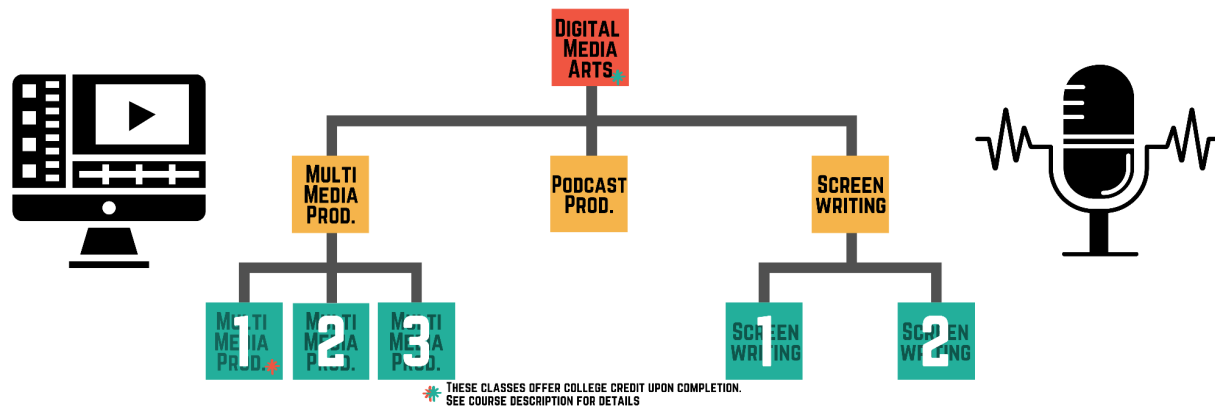 DIGITAL
MEDIA
ARTS
MULTI
MEDIA
PROD.
PODCAST
PROD.
SCREEN
WRITING
MULTI
MEDIA
PROD.
1
MULTI
MEDIA
PROD.
2
MULTI
MEDIA
PROD.
3
SCREEN
WRITING
1
SCREEN
WRITING
2
THESE CLASSES OFFER COLLEGE CREDIT UPON COMPLETION.
SEE COURSE DESCRIPTION FOR DETAILS